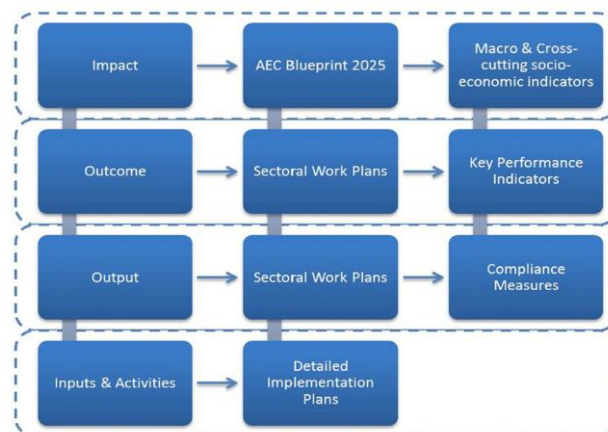 Impact
AEC Blueprint 2025
Macro & Cross-
cutting socio-
economic indicators
Outcome
Sectoral Work Plans
Key Performance
Indicators
Output
Sectoral Work Plans
Compliance
Measures
Inputs & Activities
Detailed
Implementation
Plans